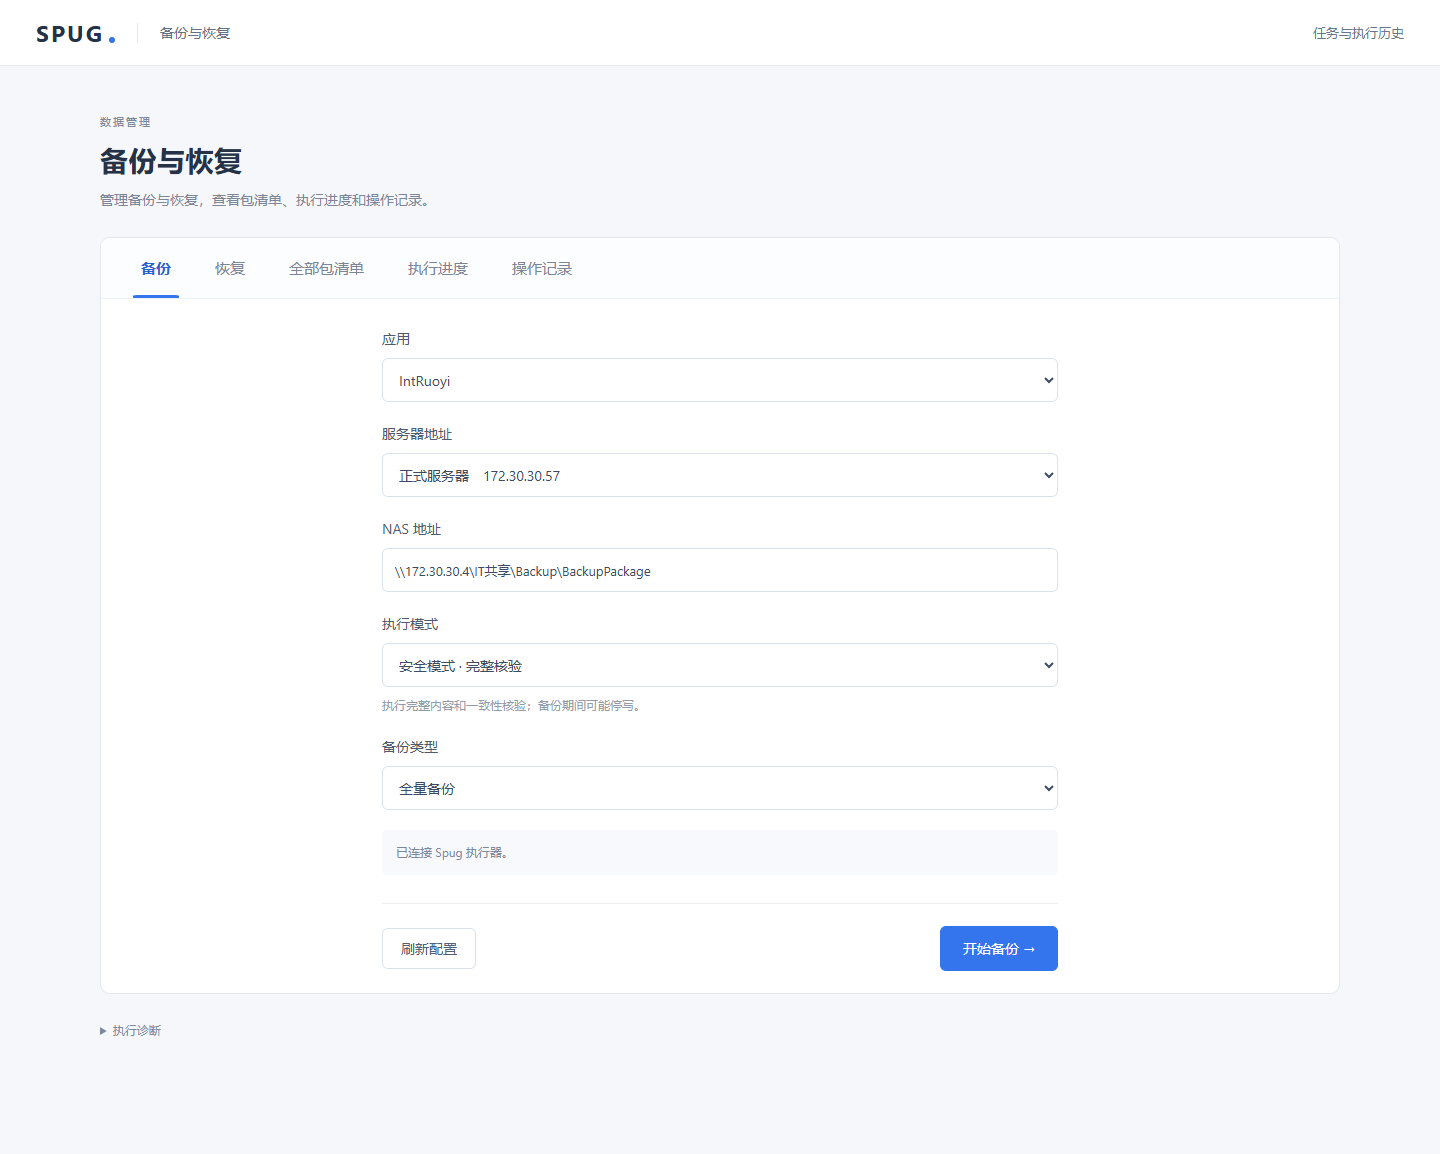 SPUG.
备份与恢复
任务与执行历史
数据管理
备份与恢复
管理备份与恢复，查看包清单、执行进度和操作记录。
备份
恢复
全部包清单
执行进度
操作记录
应用
IntRuoyi
服务器地址
正式服务器 172.30.30.57
NAS 地址
\\172.30.30.4\IT共享\Backup\BackupPackage
执行模式
安全模式 · 完整核验
执行完整内容和一致性核验；备份期间可能停写。
备份类型
全量备份
已连接 Spug 执行器。
刷新配置
开始备份 →
执行诊断